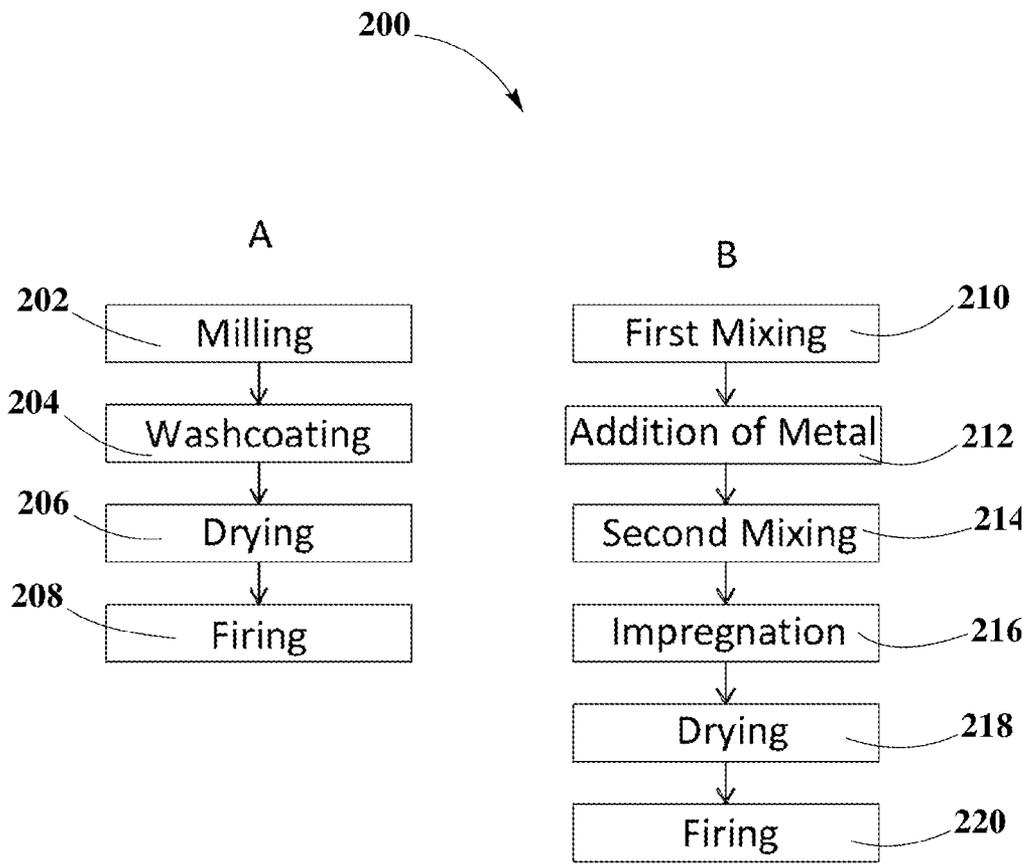 200
A
202
Milling
204
Washcoating
206
Drying
208
Firing
B
210
First Mixing
212
Addition of Metal
214
Second Mixing
216
Impregnation
218
Drying
220
Firing